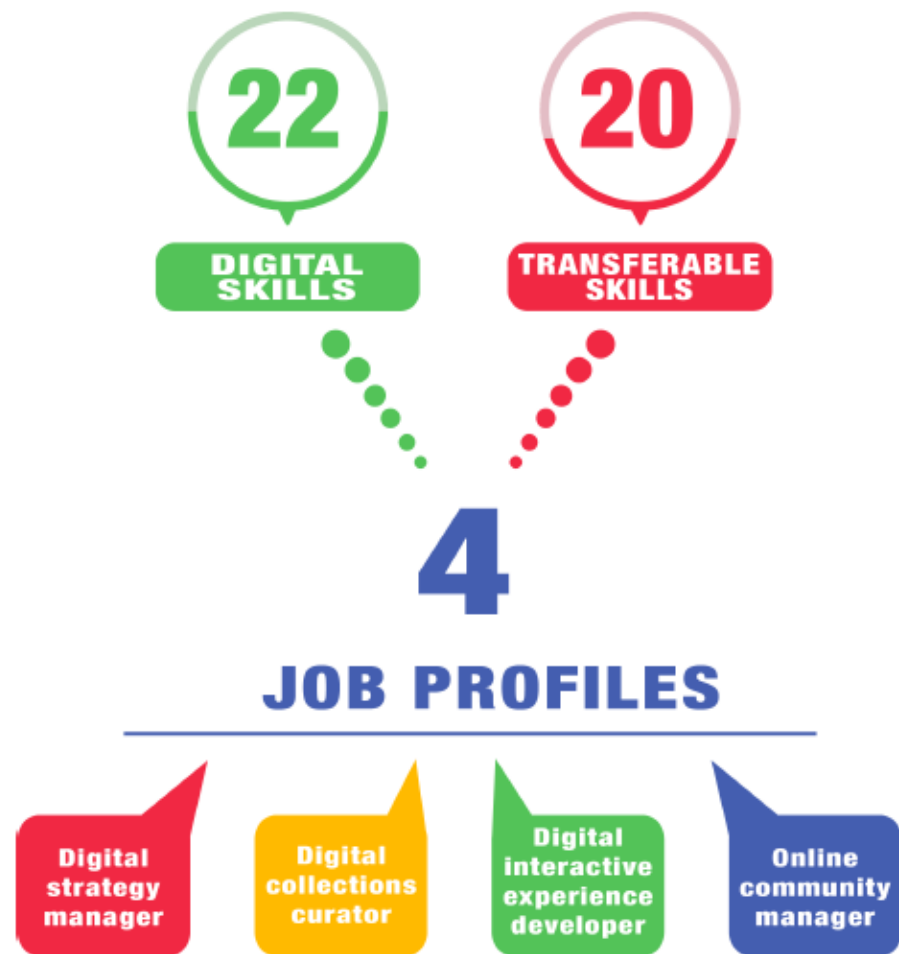 22
20
DIGITAL
SKILLS
TRANSFERABLE
SKILLS
4
JOB PROFILES
Digital
strategy
manager
Digital
collections
curator
Digital
interactive
experience
developer
Online
community
manager